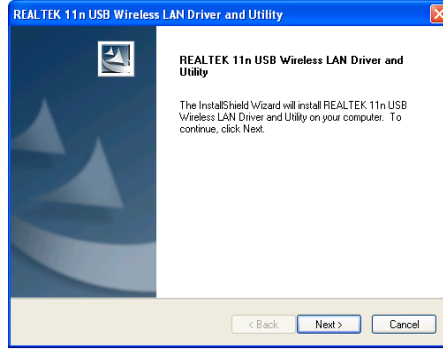 REALTEK 11n USB Wireless LAN Driver and Utility
REALTEK 11n USB Wireless LAN Driver and
Utility
The InstallShield Wizard will install REALTEK 11n USB
Wireless LAN Driver and Utility on your computer. To
continue, click Next.
< Back
Next >
Cancel